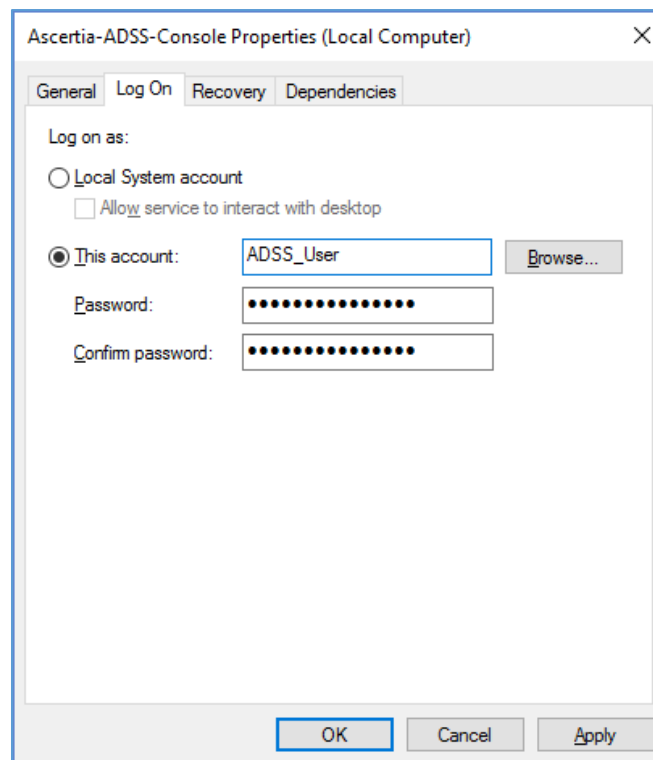 Ascertia-ADSS-Console Properties (Local Computer)
General Log On Recovery Dependencies
Log on as:
Local System account
Allow service to interact with desktop
This account: ADSS_User Browse...
Password: ●●●●●●●●●●●●●●●
Confirm password: ●●●●●●●●●●●●●●●
OK Cancel Apply